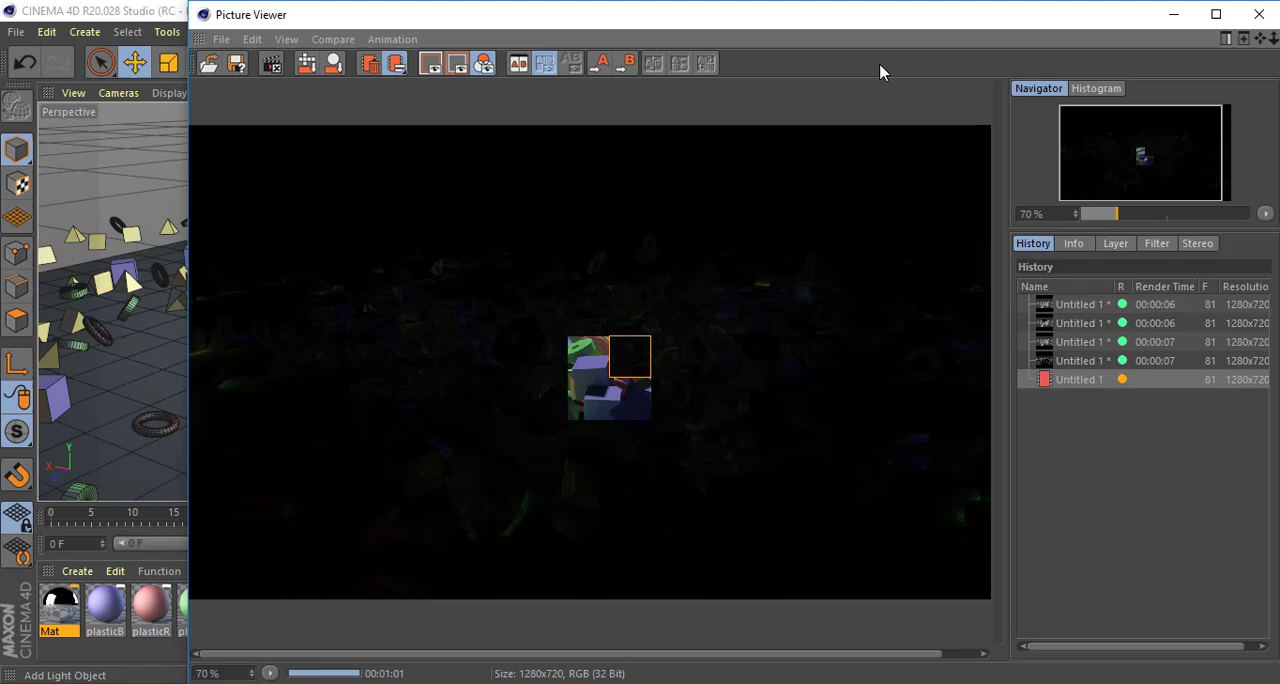 CINEMA 4D R20.028 Studio (RC -
Picture Viewer
File Edit Select Create Tools
File Edit View Compare Animation
View Cameras Display
Perspective
Navigator Histogram
70 %
History Info Layer Filter Stereo
History
Name R Render Time F Resolutio
Untitled 1 * 00:00:06 81 1280x720
Untitled 1 * 00:00:06 81 1280x720
Untitled 1 * 00:00:07 81 1280x720
Untitled 1 * 00:00:07 81 1280x720
Untitled 1 81 1280x720
A
B
S
Y
X
0 5 10 15
0 F 0 F
Create Edit Function
Mat plasticB plasticR pl
MAXON
CINEMA 4D
Add Light Object
70 % 00:01:01 Size: 1280x720, RGB (32 Bit)